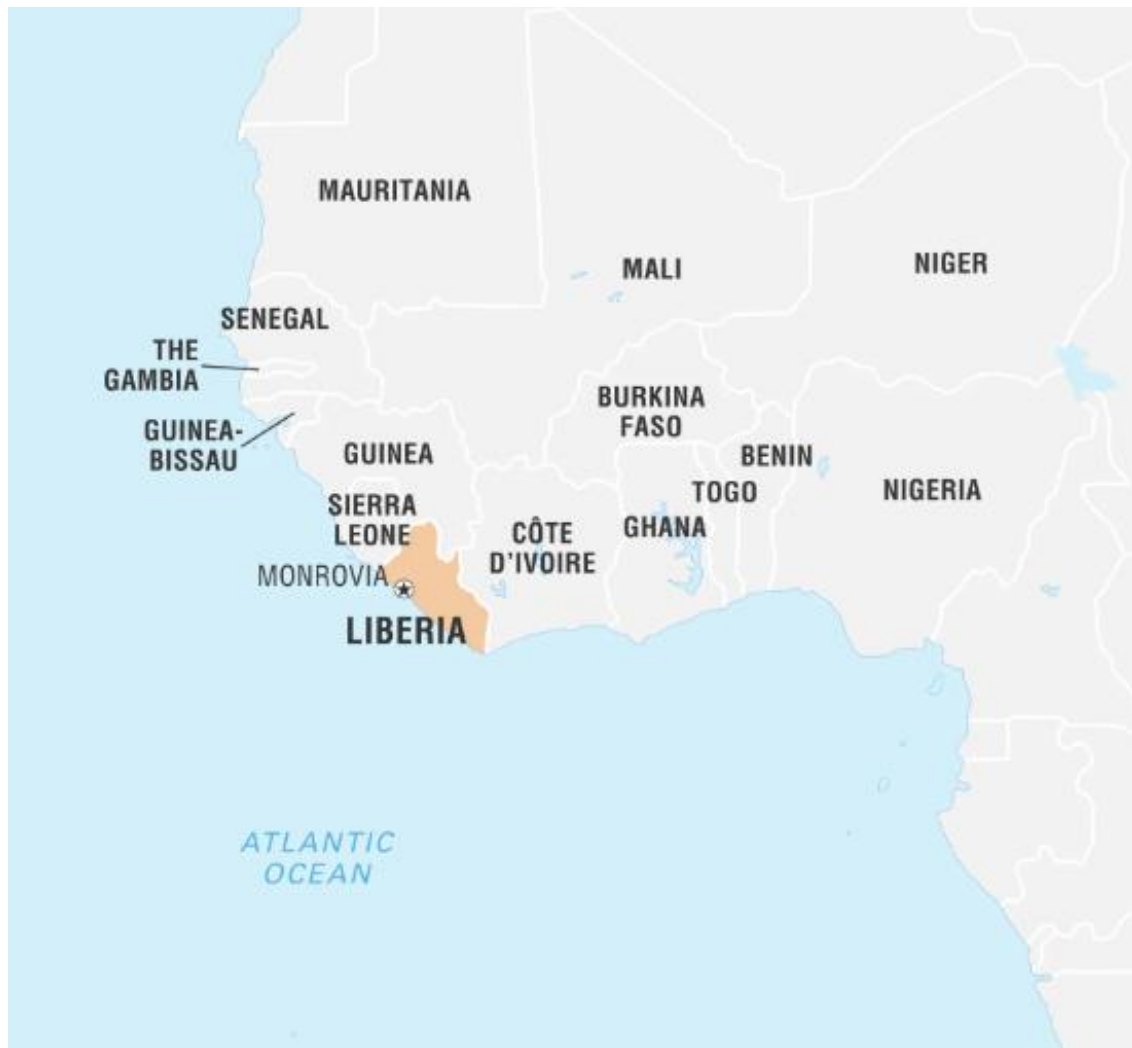 MAURITANIA
MALI
NIGER
SENEGAL
THE
GAMBIA
GUINEA-
BISSAU
GUINEA
SIERRA
LEONE
BURKINA
FASO
BENIN
TOGO
GHANA
NIGERIA
CÔTE
D'IVOIRE
MONROVIA
LIBERIA
ATLANTIC
OCEAN